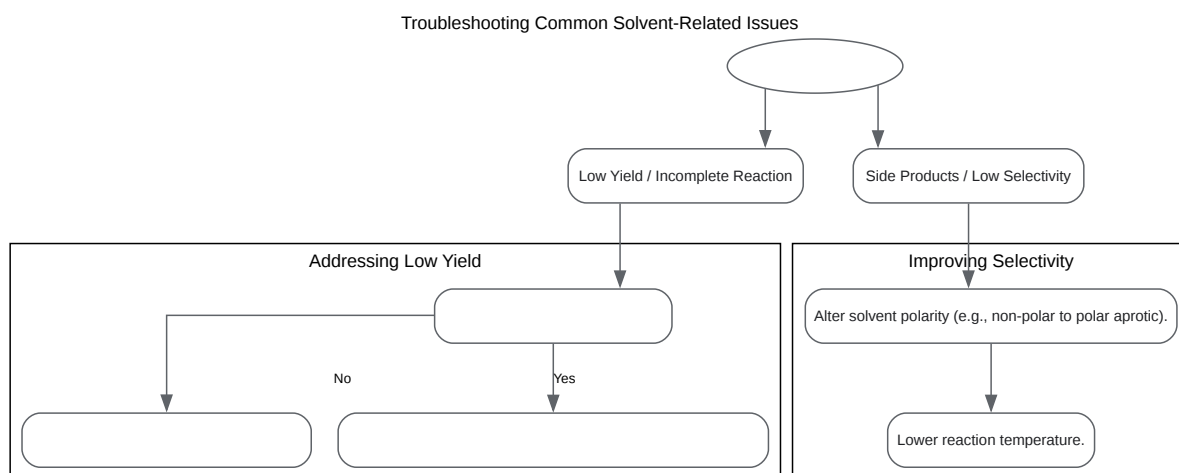 Troubleshooting Common Solvent-Related Issues
Low Yield / Incomplete Reaction
Side Products / Low Selectivity
Addressing Low Yield
Improving Selectivity
Alter solvent polarity (e.g., non-polar to polar aprotic).
No
Yes
Lower reaction temperature.